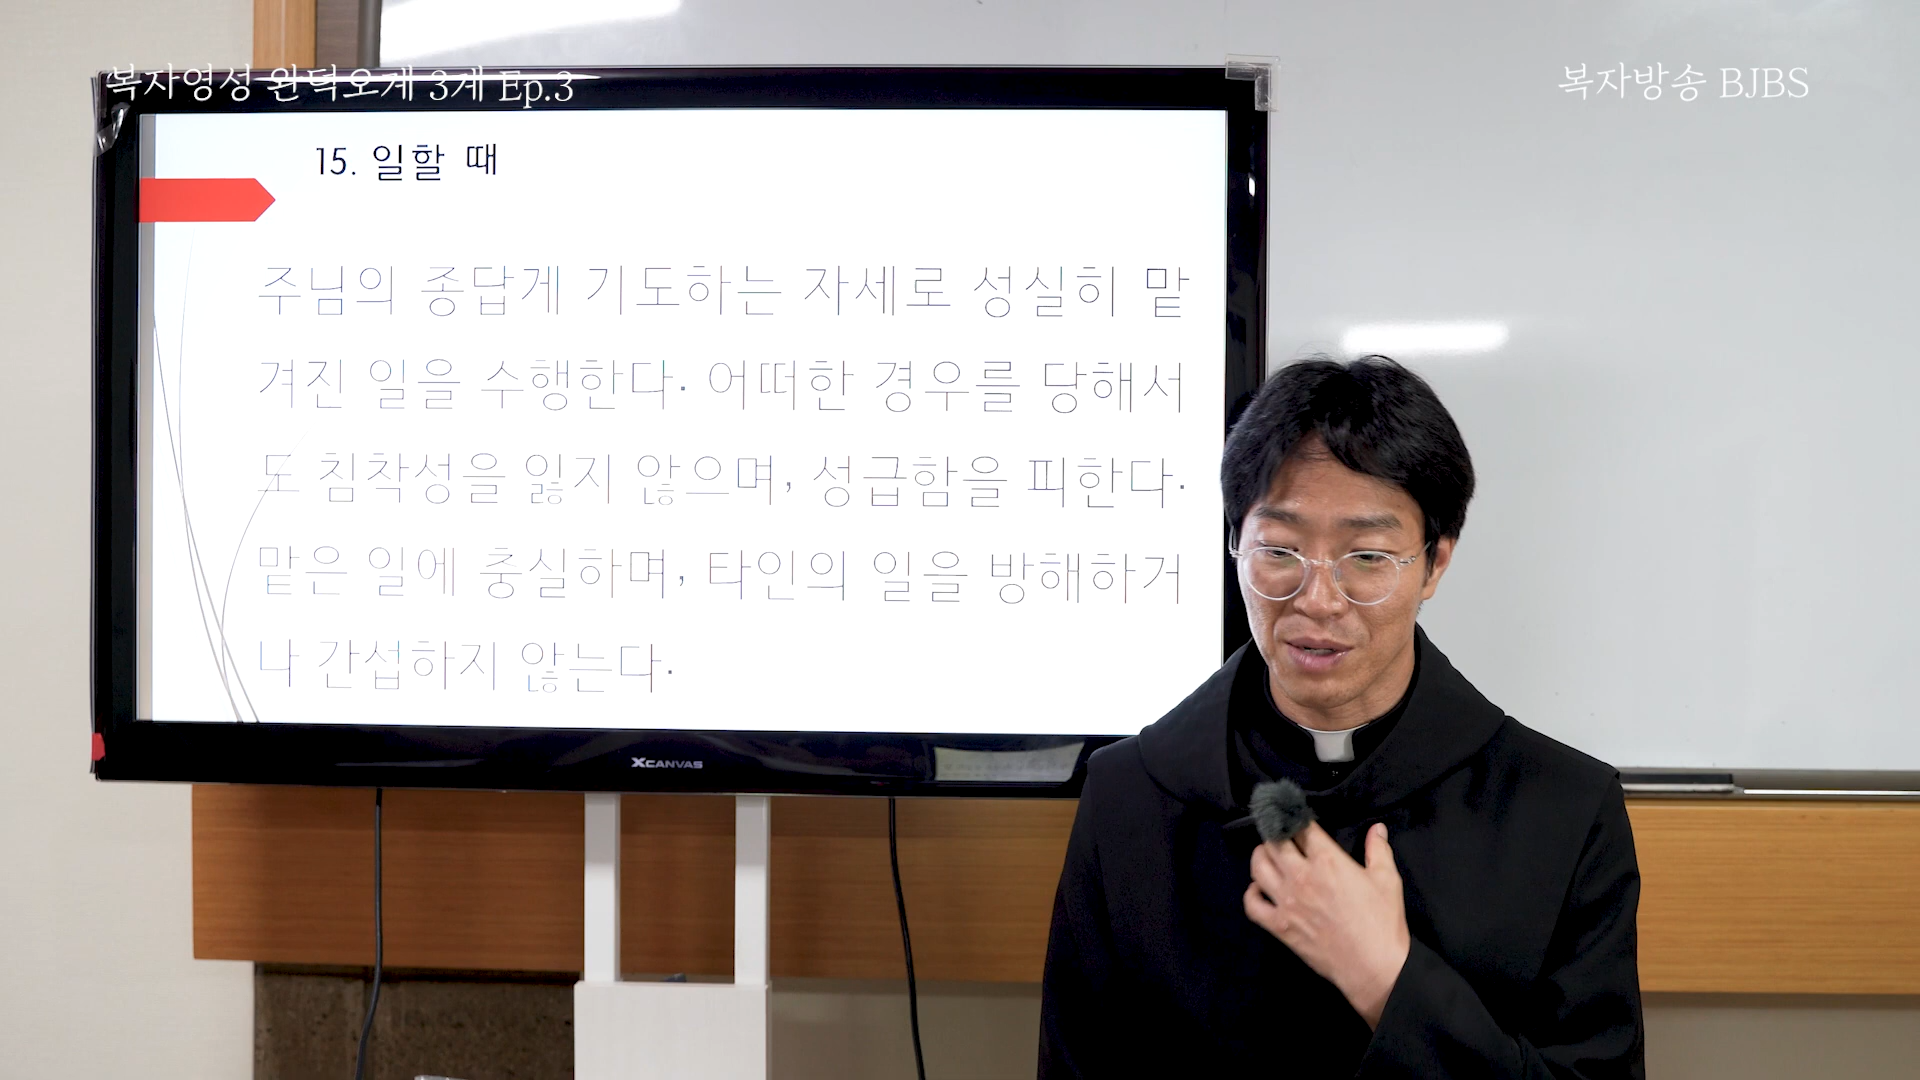 복자영성 완덕오계 3계 Ep.3
복자방송 BJBS
15. 일할 때
주님의 종답게 기도하는 자세로 성실히 맡
겨진 일을 수행한다. 어떠한 경우를 당해서
도 침착성을 잃지 않으며, 성급함을 피한다.
맡은 일에 충실하며, 타인의 일을 방해하거
나 간섭하지 않는다.
XCANVAS